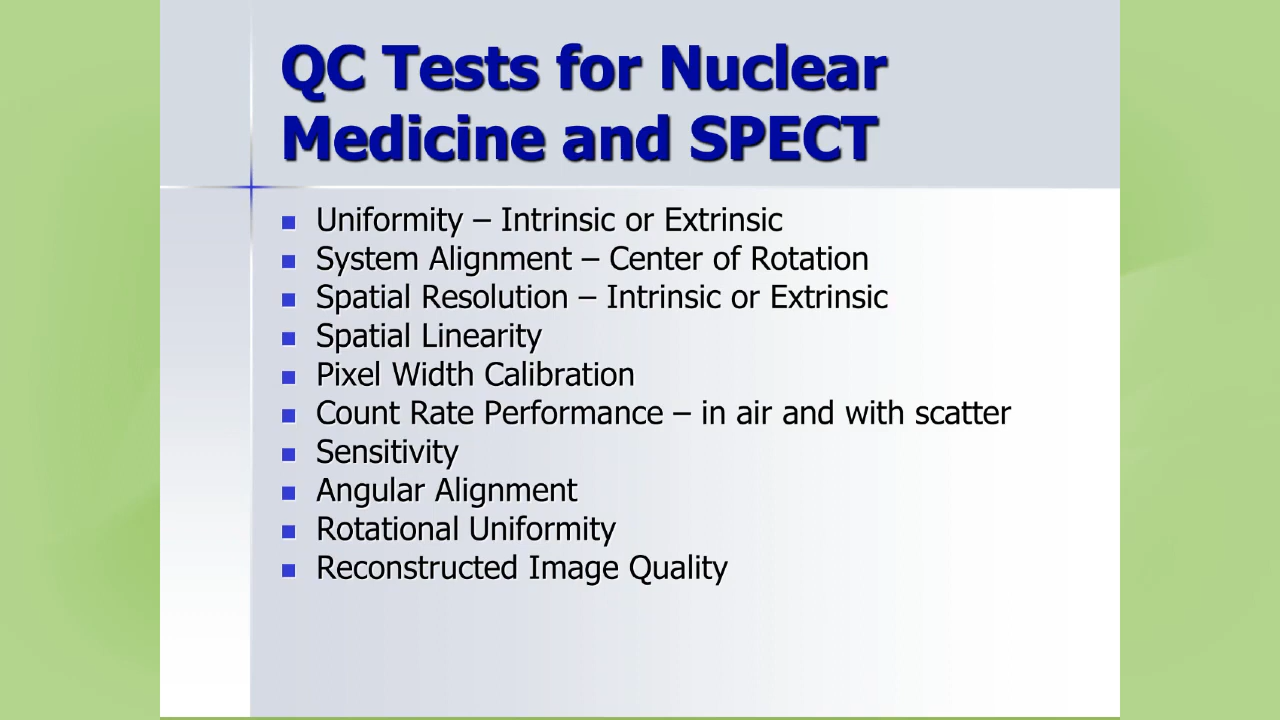 QC Tests for Nuclear
Medicine and SPECT
Uniformity – Intrinsic or Extrinsic
System Alignment – Center of Rotation
Spatial Resolution – Intrinsic or Extrinsic
Spatial Linearity
Pixel Width Calibration
Count Rate Performance – in air and with scatter
Sensitivity
Angular Alignment
Rotational Uniformity
Reconstructed Image Quality